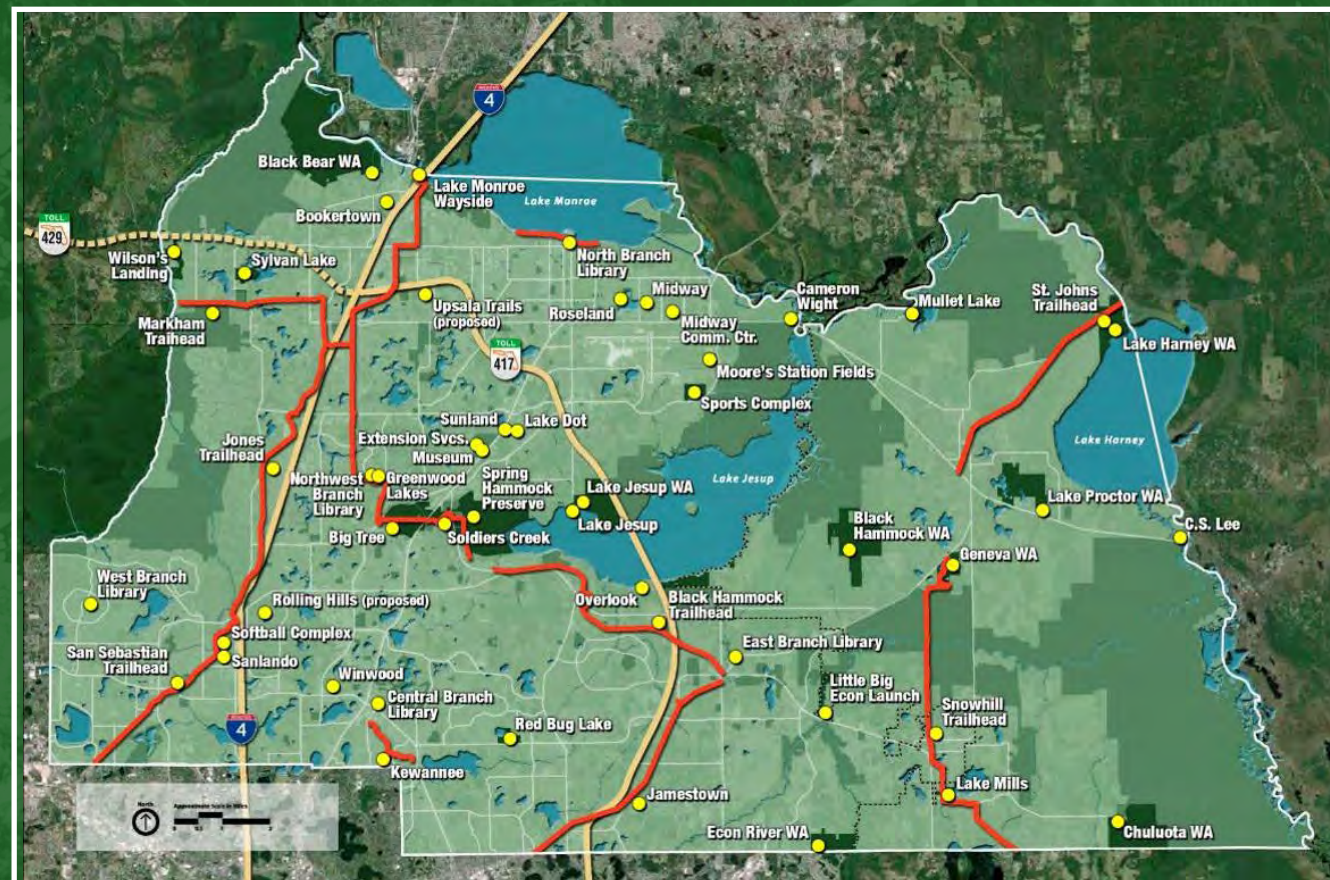 INTERSTATE
4
Black Bear WA
Lake Monroe
Wayside
Lake Monroe
Bookertown
TOLL
429
Wilson's
Landing
Sylvan Lake
North Branch
Library
Markham
Trailhead
Upsala Trails
(proposed)
Roseland
Midway
Midway
Comm. Ctr.
Cameron
Wight
Mullet Lake
St. Johns
Trailhead
Lake Harney WA
TOLL
417
Moore's Station Fields
Sports Complex
Sunland
Lake Dot
Extension Svcs.
Museum
Jones
Trailhead
Northwest
Branch
Library
Greenwood
Lakes
Spring
Hammock
Preserve
Lake Jesup WA
Lake Jesup
Lake Jesup
Lake Harney
Lake Proctor WA
C.S. Lee
Big Tree
Soldiers Creek
Black
Hammock WA
Geneva WA
West Branch
Library
Rolling Hills (proposed)
Overlook
Black Hammock
Trailhead
Softball Complex
Sanlando
San Sebastian
Trailhead
East Branch Library
Winwood
Central Branch
Library
Little Big
Econ Launch
Snowhill
Trailhead
4
Red Bug Lake
Kewannee
Jamestown
Lake Mills
Econ River WA
Chuluota WA
North
Approximate Scale in Miles